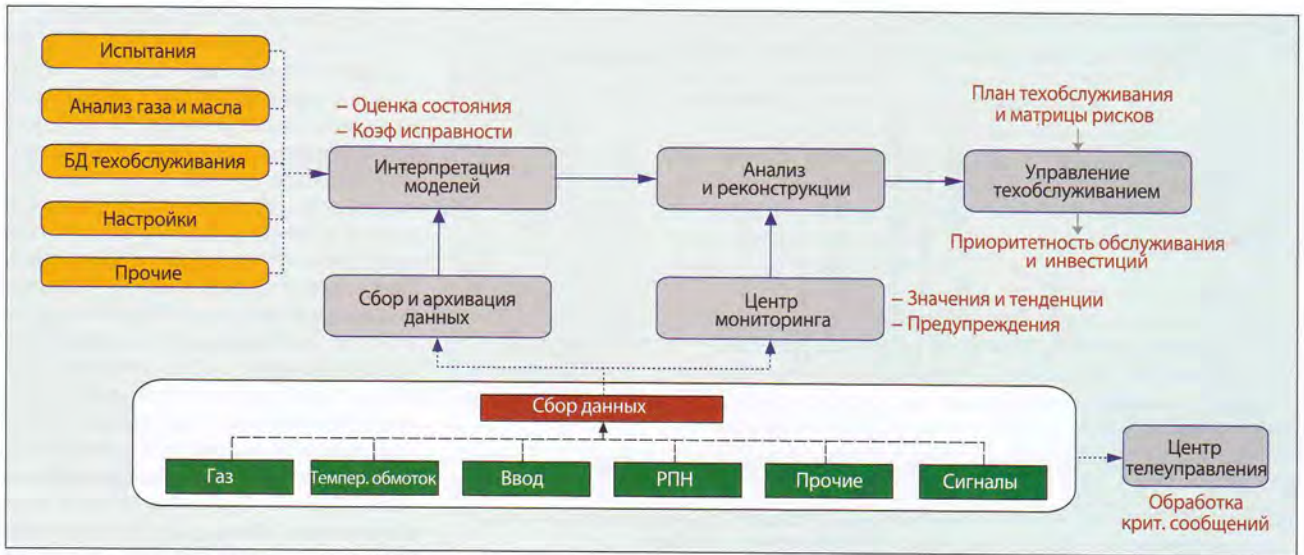 Испытания
Анализ газа и масла
БД техобслуживания
Настройки
Прочие
– Оценка состояния
– Коэф исправности
Интерпретация
моделей
Анализ
и реконструкции
План техобслуживания
и матрицы рисков
Управление
техобслуживанием
Приоритетность обслуживания
и инвестиций
Сбор и архивация
данных
Центр
мониторинга
– Значения и тенденции
– Предупреждения
Сбор данных
Газ
Темпер. обмоток
Ввод
РПН
Прочие
Сигналы
Центр
телеуправления
Обработка
крит. сообщений